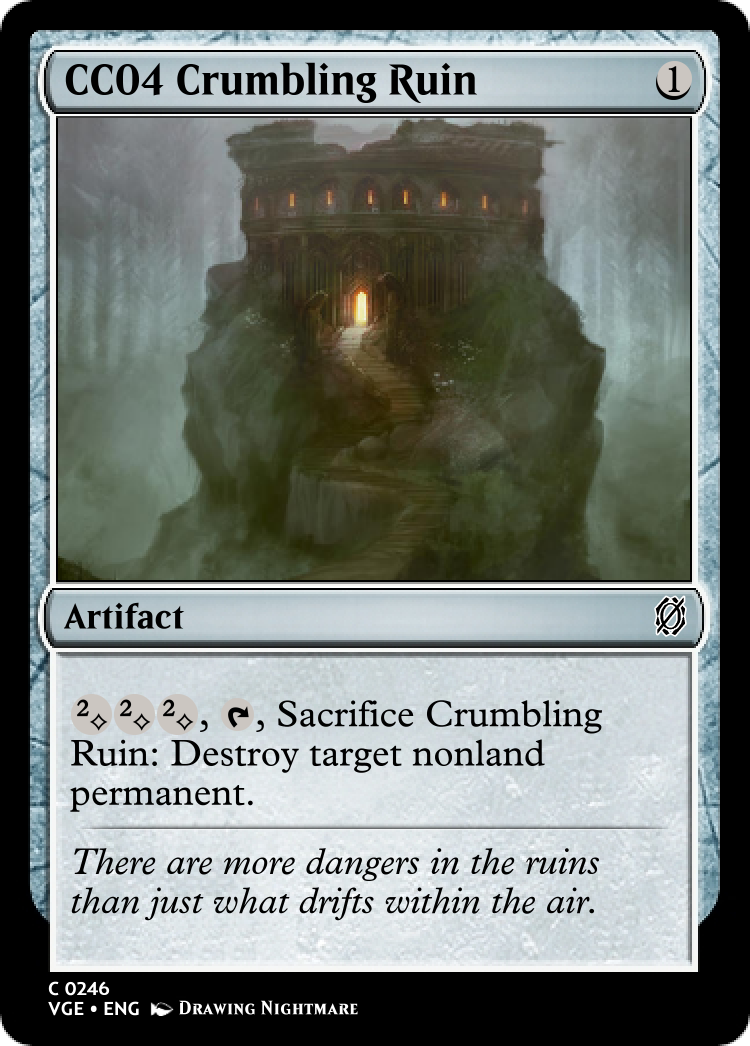 CC04 Crumbling Ruin 1
Artifact
2 2 2 , , Sacrifice Crumbling
Ruin: Destroy target nonland
permanent.
There are more dangers in the ruins
than just what drifts within the air.
C 0246
VGE • ENG Drawing Nightmare